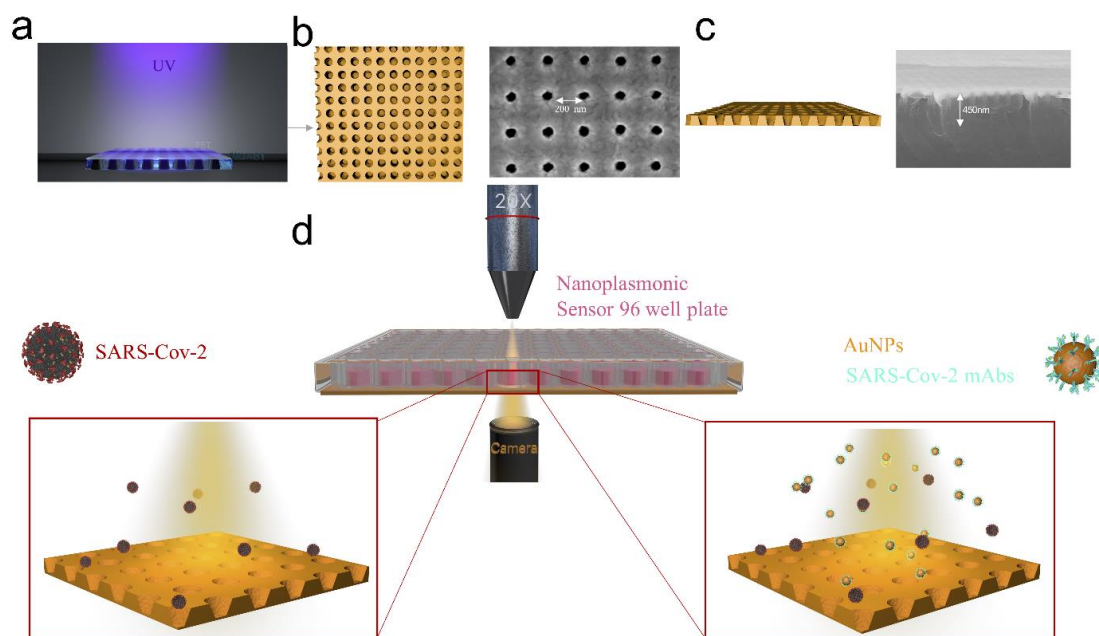 a
b
c
UV
200 nm
450nm
d
20X
Nanoplasmonic
Sensor 96 well plate
SARS-Cov-2
AuNPs
SARS-Cov-2 mAbs
Camera